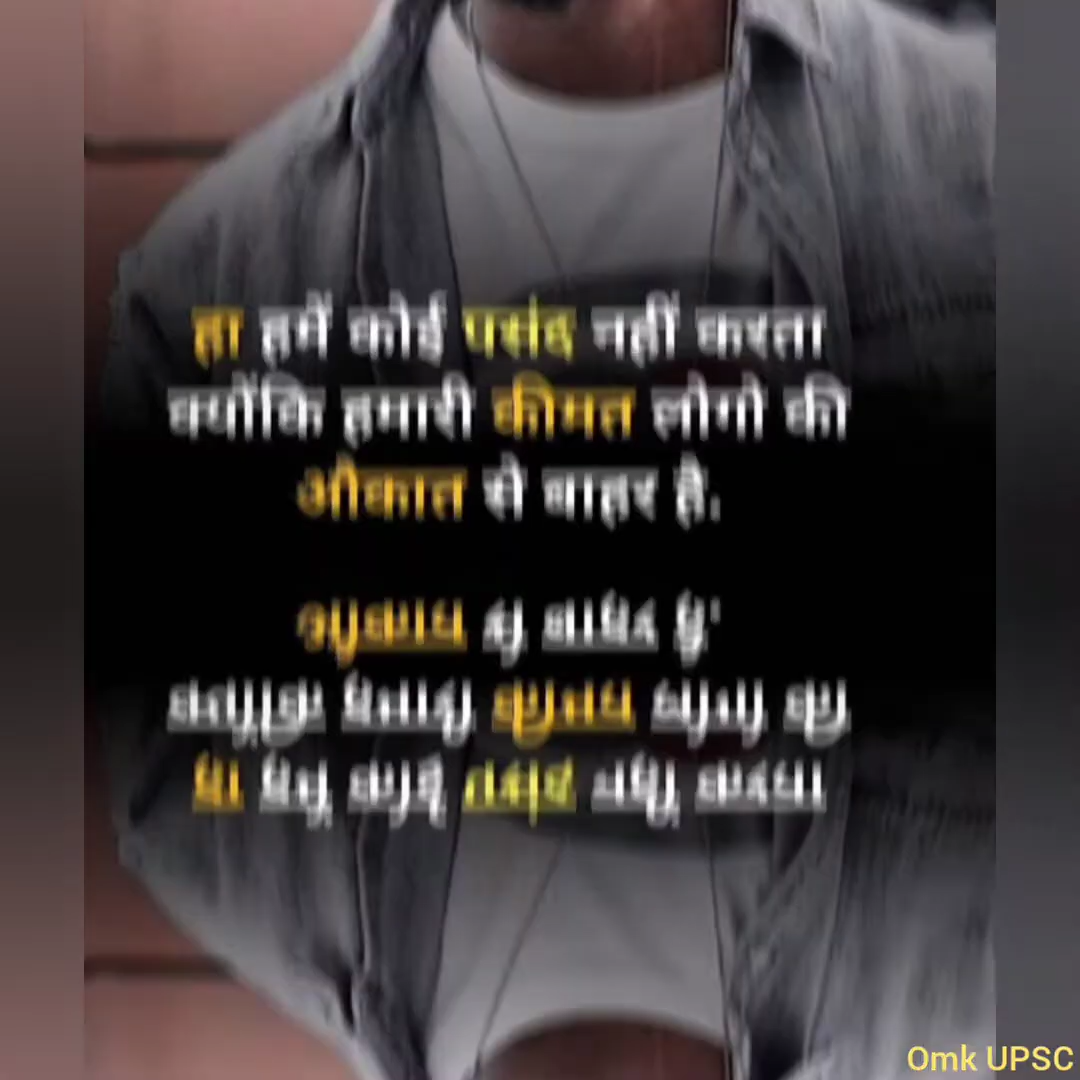 हा हमें कोई पसंद नहीं करता
क्योंकि हमारी कीमत लोगो की
औकात से बाहर है.
Omk UPSC